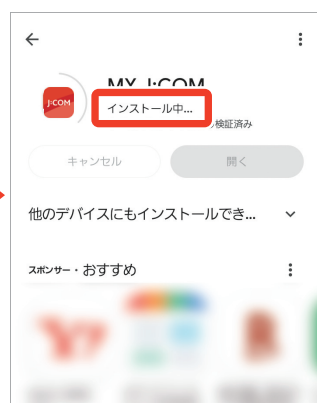 MY J:COM
J:COM
インストール中...
検証済み
キャンセル
開く
他のデバイスにもインストールでき...
スポンサー・おすすめ